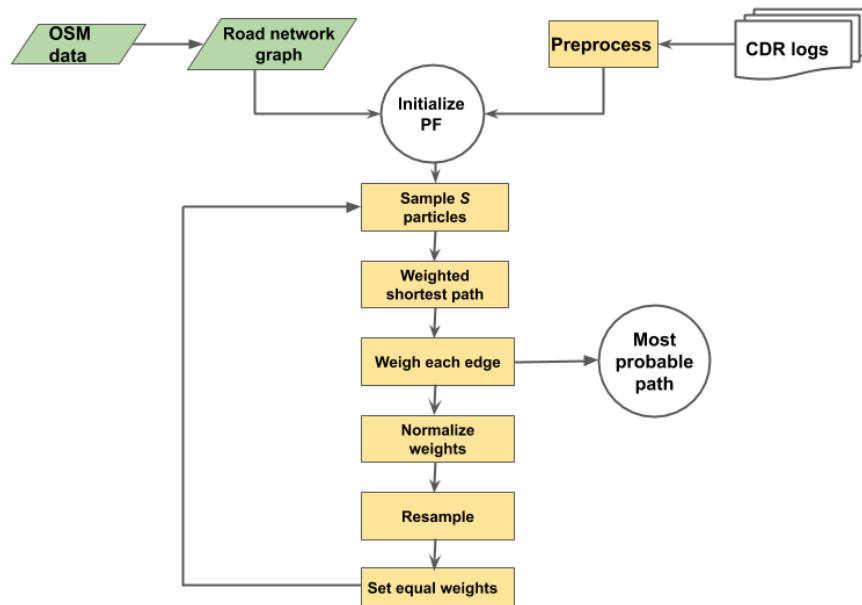 OSM
data
Road network
graph
Preprocess
CDR logs
Initialize
PF
Sample S
particles
Weighted
shortest path
Weigh each edge
Most
probable
path
Normalize
weights
Resample
Set equal weights